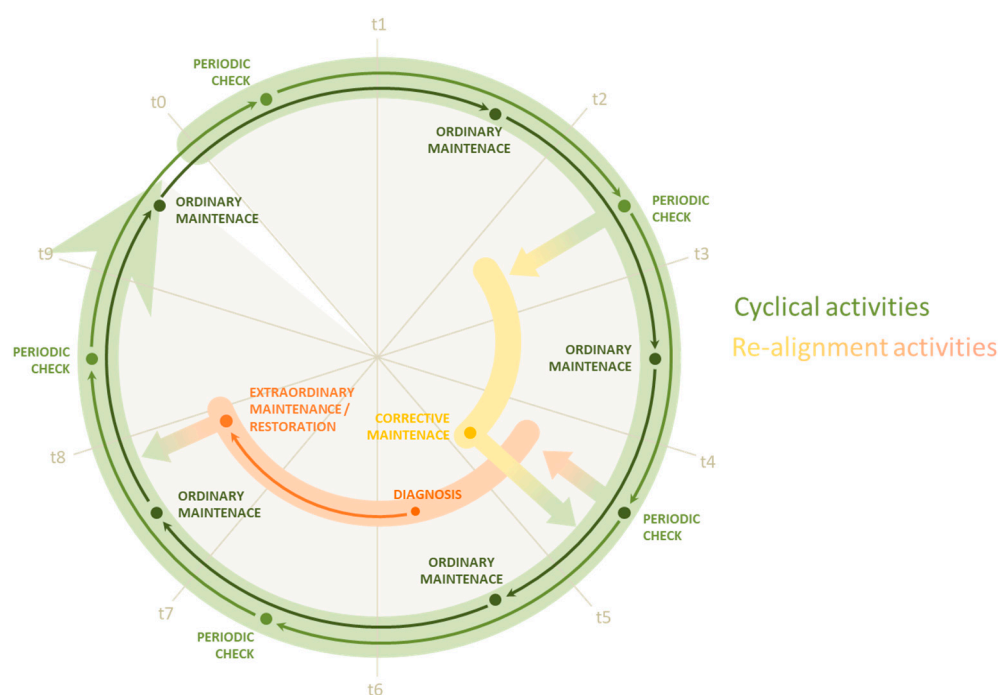 t1
PERIODIC
CHECK
t0
t2
ORDINARY
MAINTENACE
ORDINARY
MAINTENACE
PERIODIC
CHECK
t9
t3
Cyclical activities
Re-alignment activities
PERIODIC
CHECK
ORDINARY
MAINTENACE
EXTRAORDINARY
MAINTENANCE /
RESTORATION
CORRECTIVE
MAINTENACE
t8
t4
DIAGNOSIS
ORDINARY
MAINTENACE
PERIODIC
CHECK
ORDINARY
MAINTENACE
t7
t5
PERIODIC
CHECK
t6